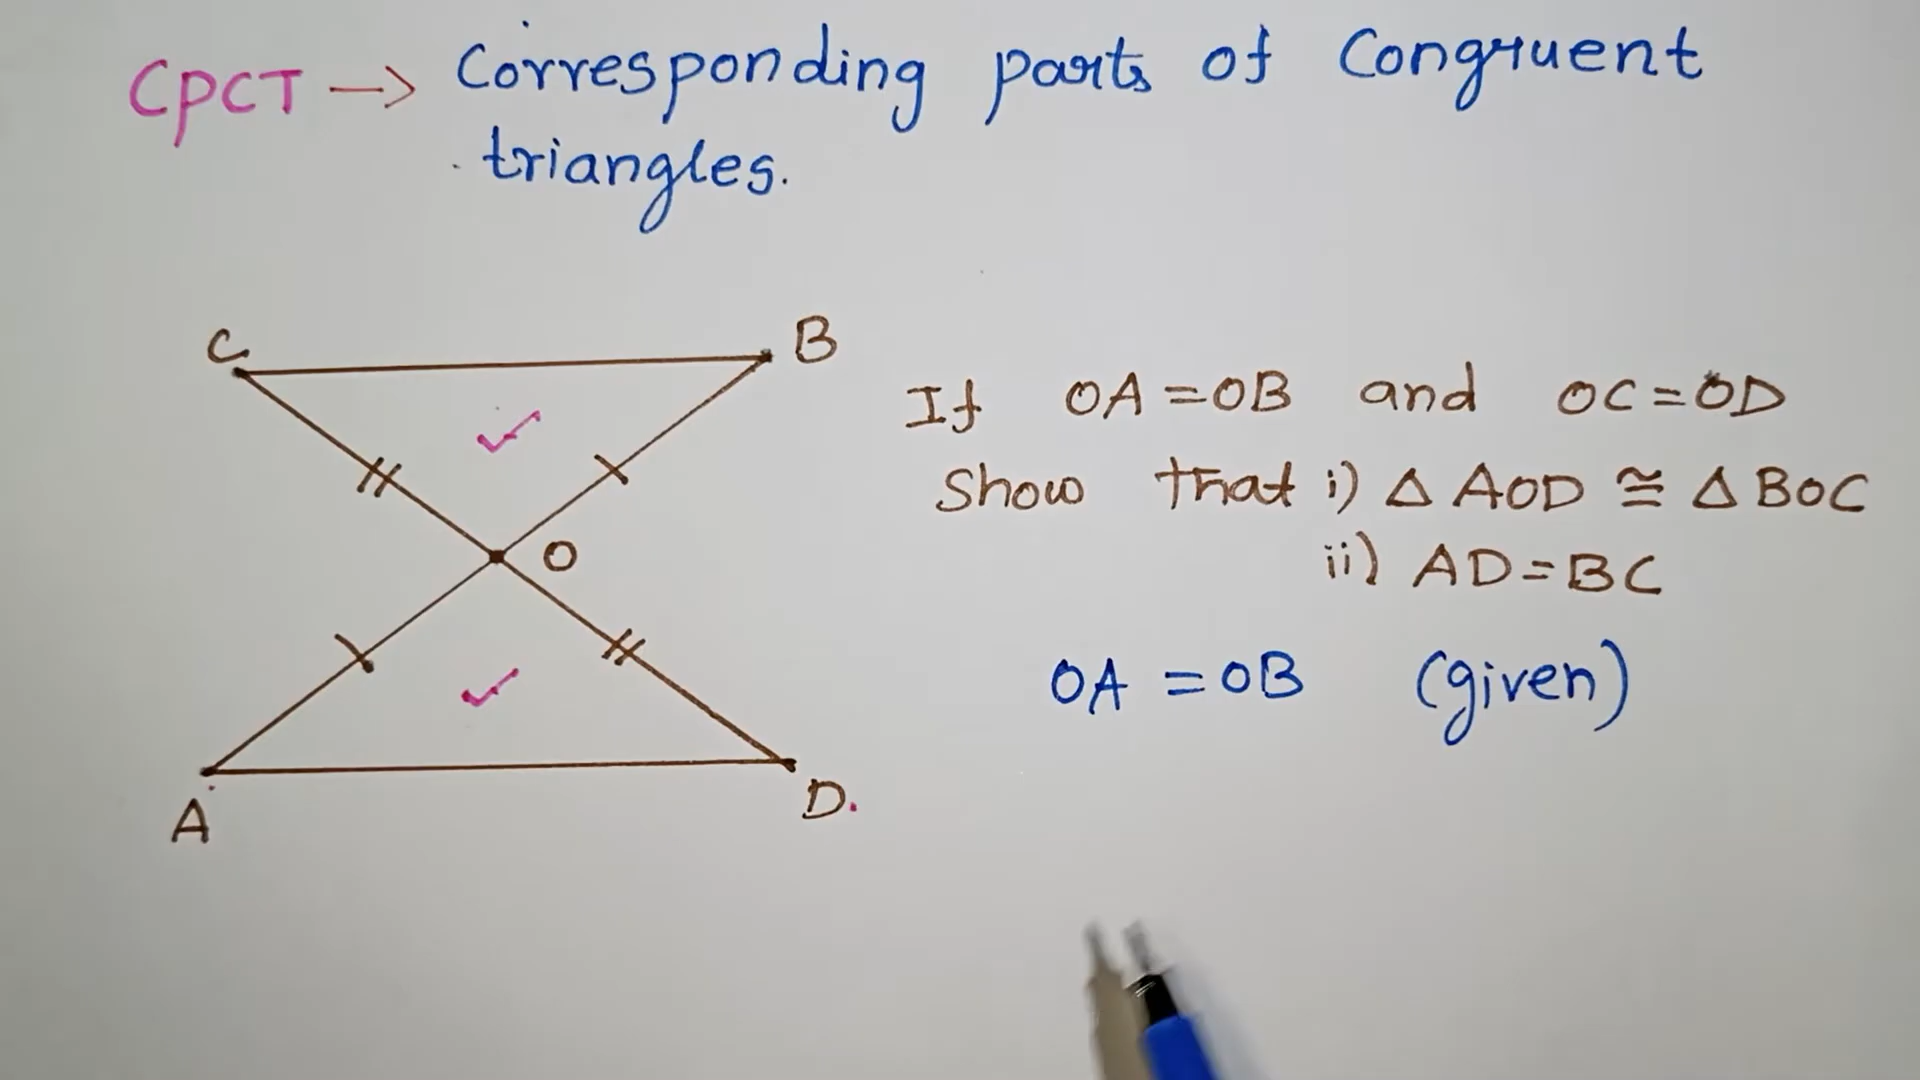 CPCT → Corresponding parts of Congruent
triangles.
C
B
If OA = OB and OC = OD
Show that i) △ AOD ≅ △ BOC
ii) AD = BC
O
OA = OB (given)
A
D.